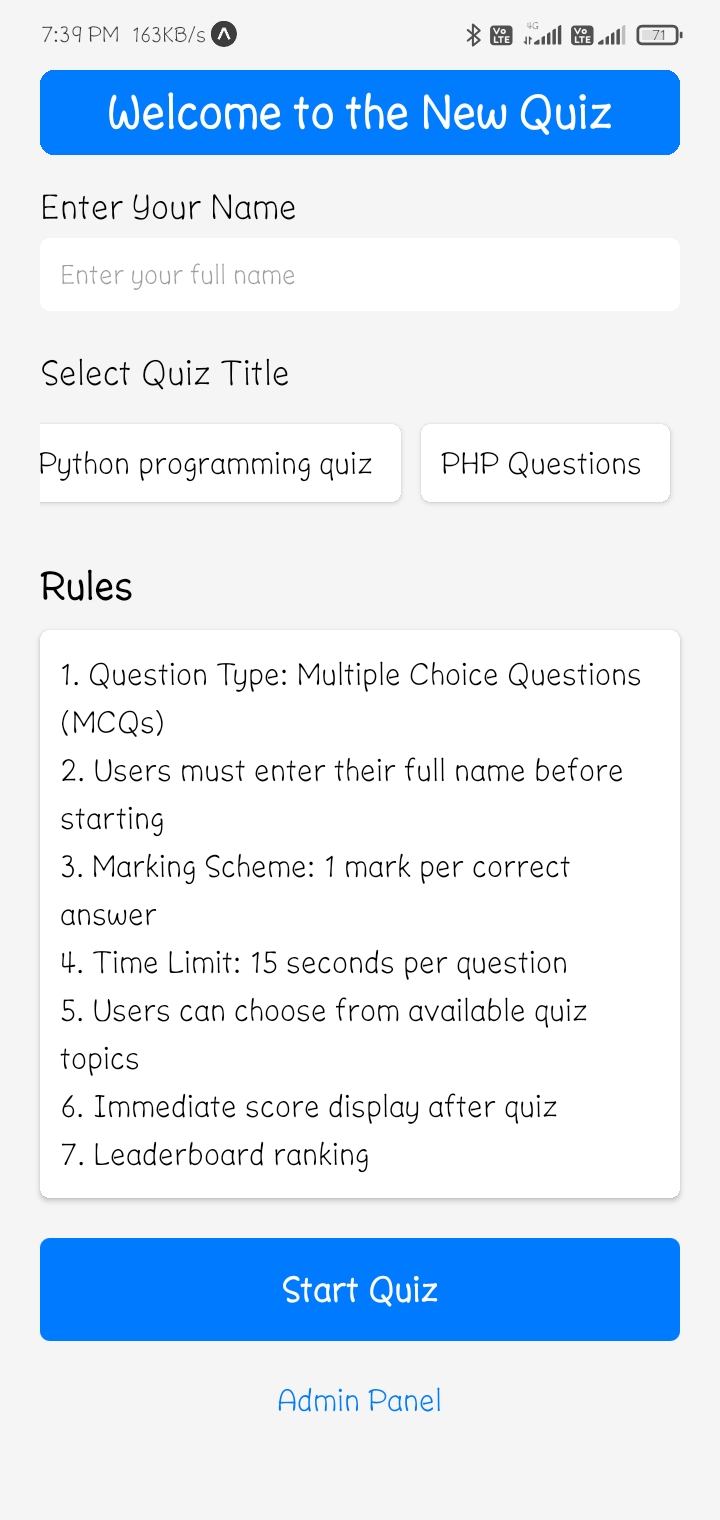 7:39 PM 163KB/s Vo LTE 4G Vo LTE 71
Welcome to the New Quiz
Enter Your Name
Enter your full name
Select Quiz Title
Python programming quiz PHP Questions
Rules
1. Question Type: Multiple Choice Questions
(MCQs)
2. Users must enter their full name before
starting
3. Marking Scheme: 1 mark per correct
answer
4. Time Limit: 15 seconds per question
5. Users can choose from available quiz
topics
6. Immediate score display after quiz
7. Leaderboard ranking
Start Quiz
Admin Panel